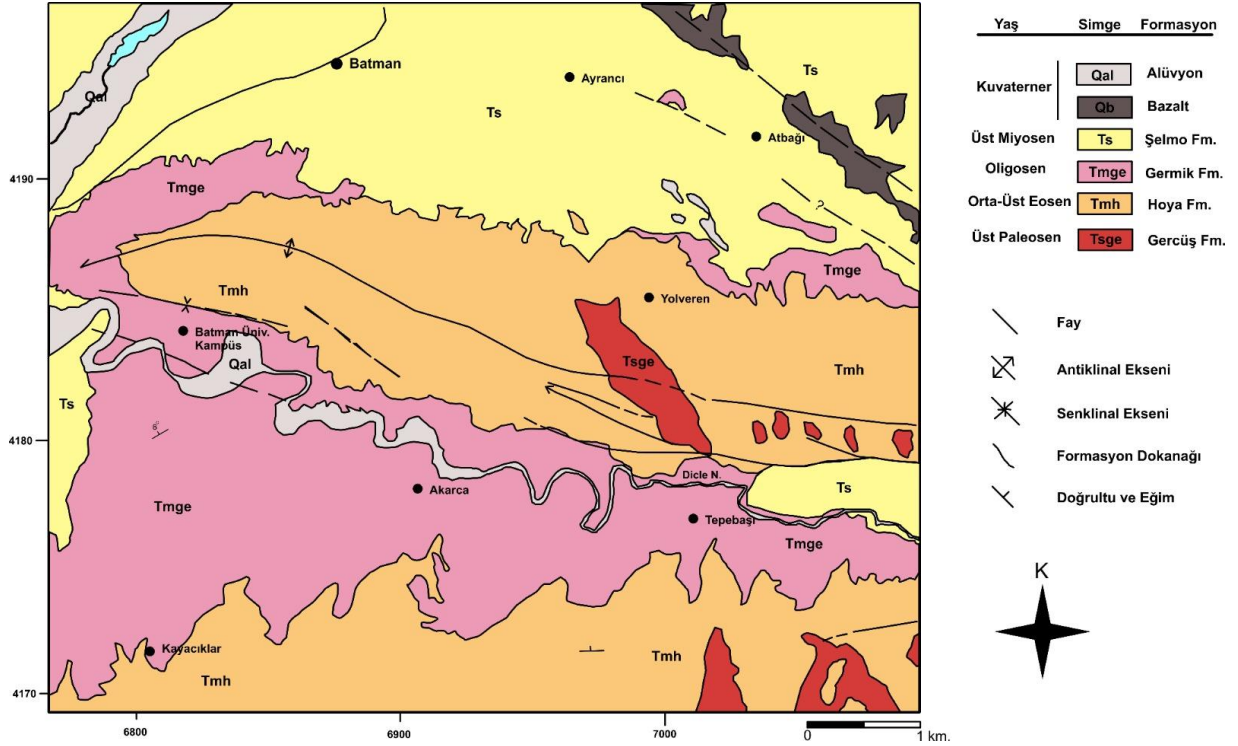 Yaş Simge Formasyon
Kuvaterner
Qal Alüvyon
Qb Bazalt
Üst Miyosen Ts Şelmo Fm.
Oligosen Tmge Germik Fm.
Orta-Üst Eosen Tmh Hoya Fm.
Üst Paleosen Tsge Gercüş Fm.
Fay
Antiklinal Ekseni
Senklinal Ekseni
Formasyon Dokanağı
Doğrultu ve Eğim
K
Batman
Ayrancı
Ts
Qal
Ts
Atbağı
4190
Tmge
?
Tmge
Tmh
Yolveren
Batman Üniv.
Kampüs
Qal
Tsge
Tmh
Ts
4180
Dicle N.
Akarca
Ts
Tmge
Tepebaşı
Tmge
Kayacıklar
Tmh
Tmh
4170
6800
6900
7000
0 1 km.